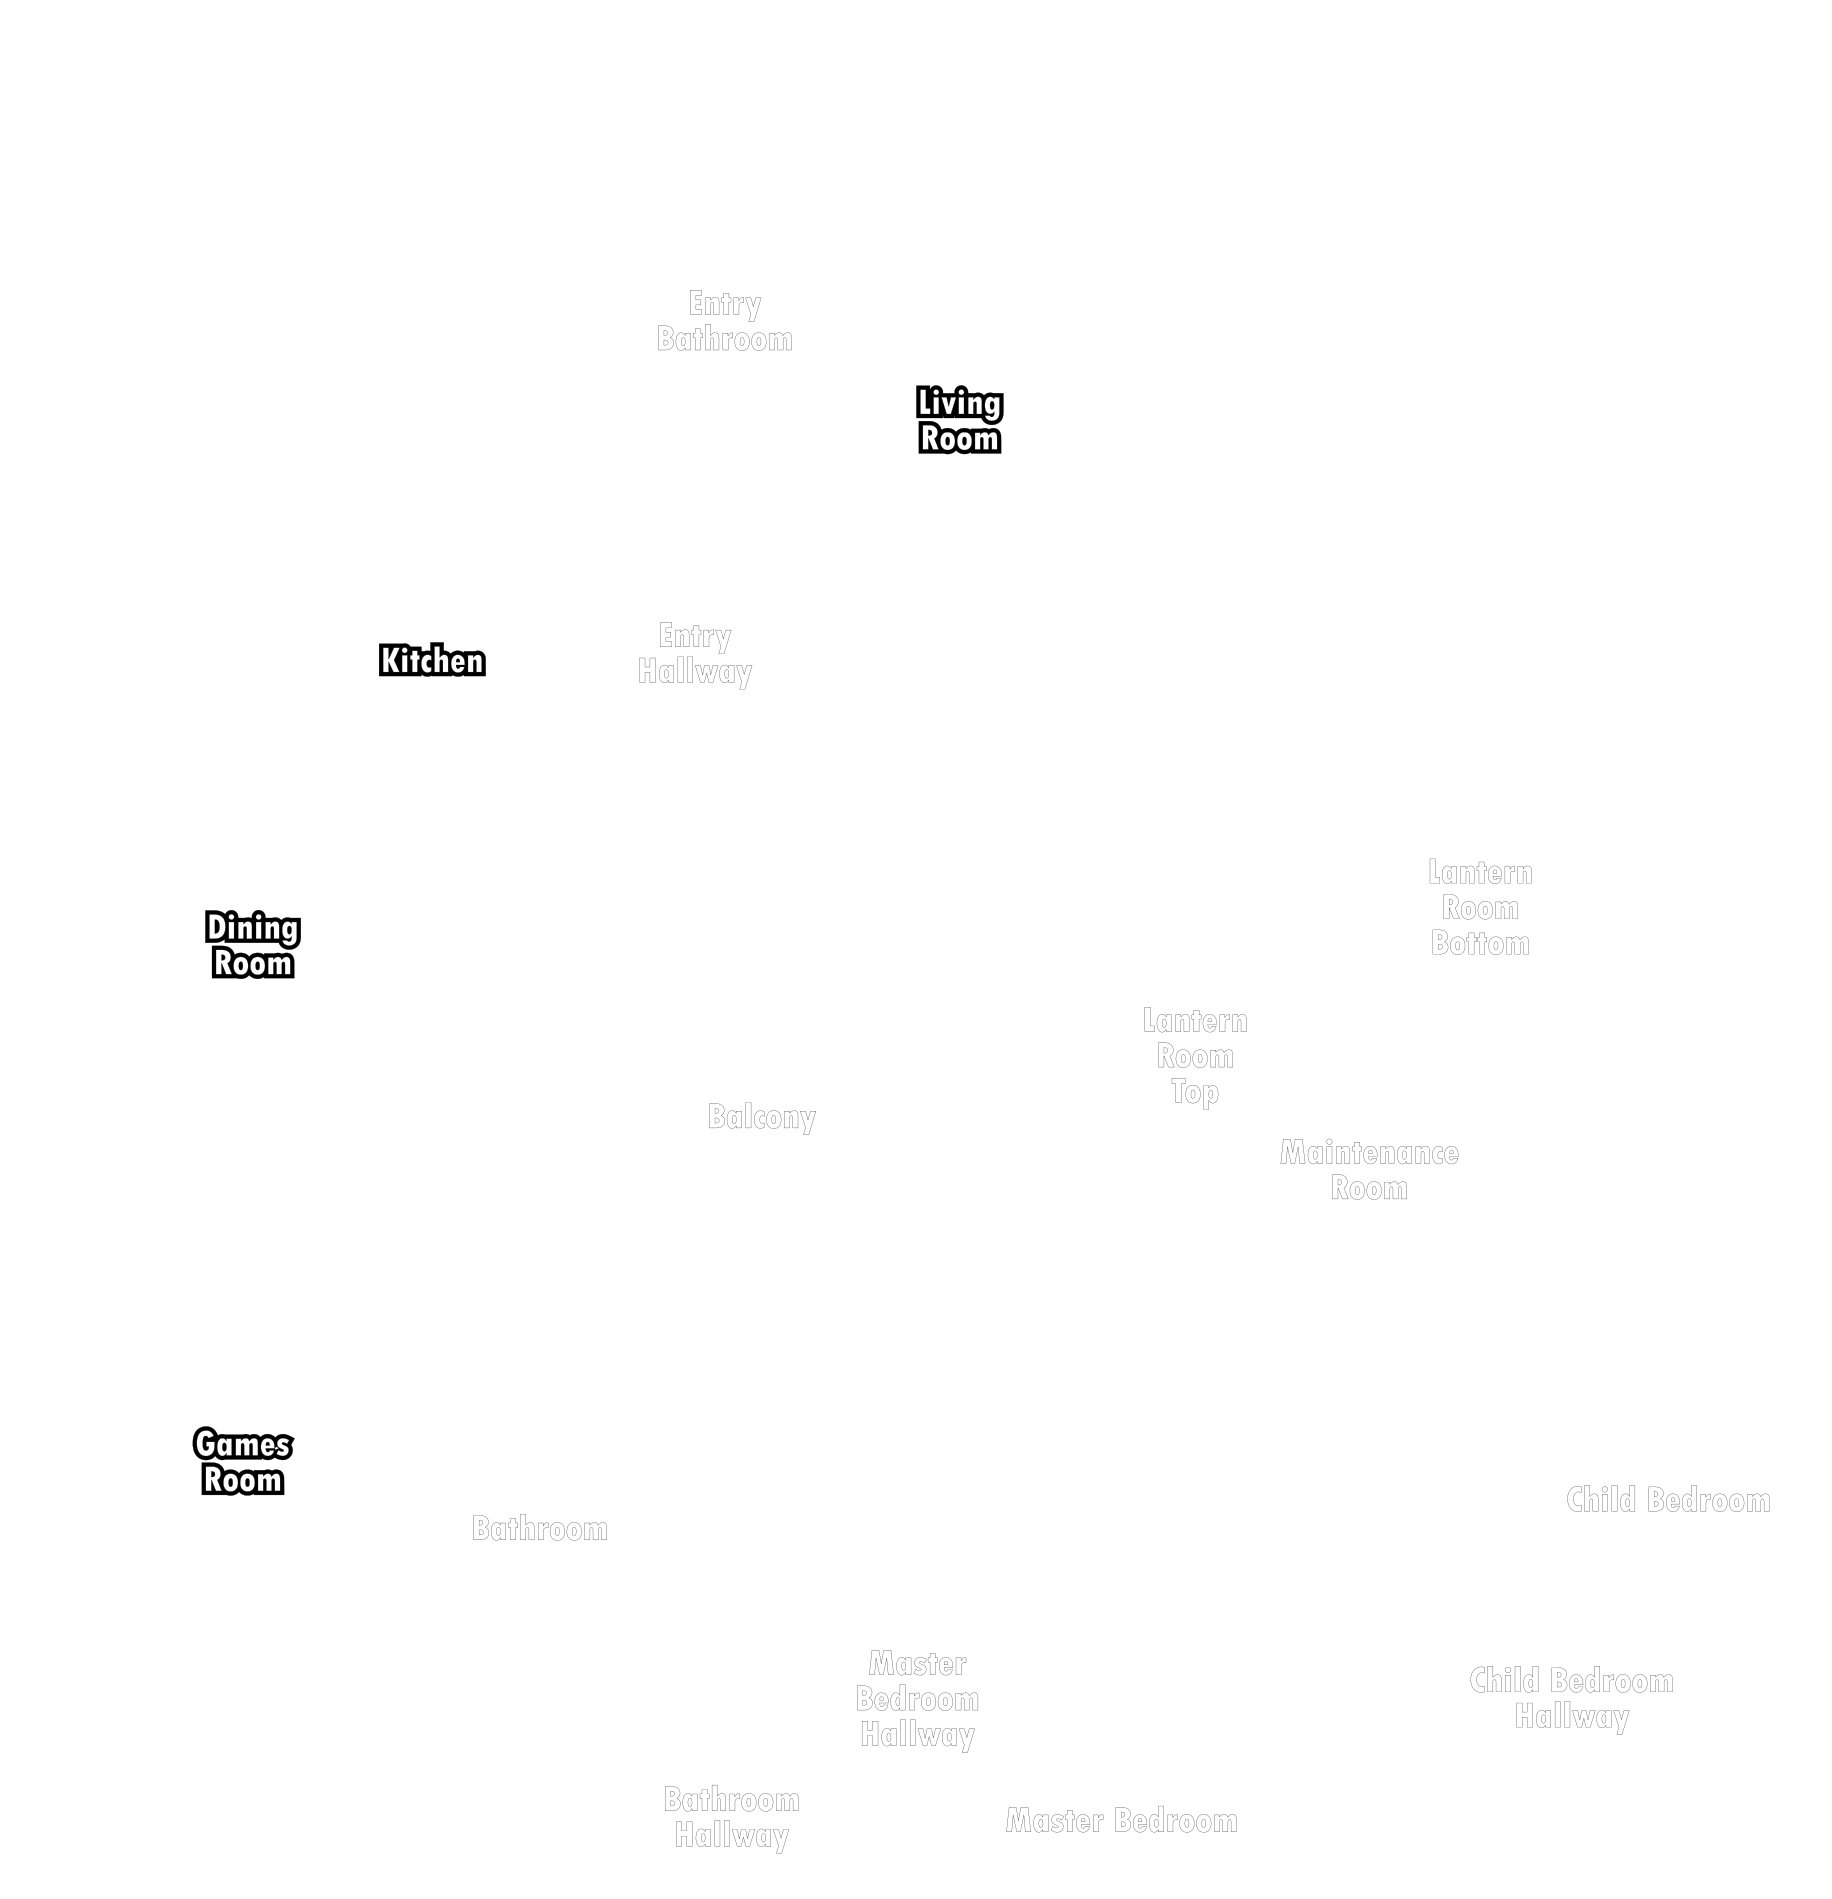 Entry
Bathroom
Living
Room
Entry
Hallway
Kitchen
Lantern
Room
Bottom
Dining
Room
Lantern
Room
Top
Balcony
Maintenance
Room
Games
Room
Child Bedroom
Bathroom
Master
Bedroom
Hallway
Child Bedroom
Hallway
Bathroom
Hallway
Master Bedroom